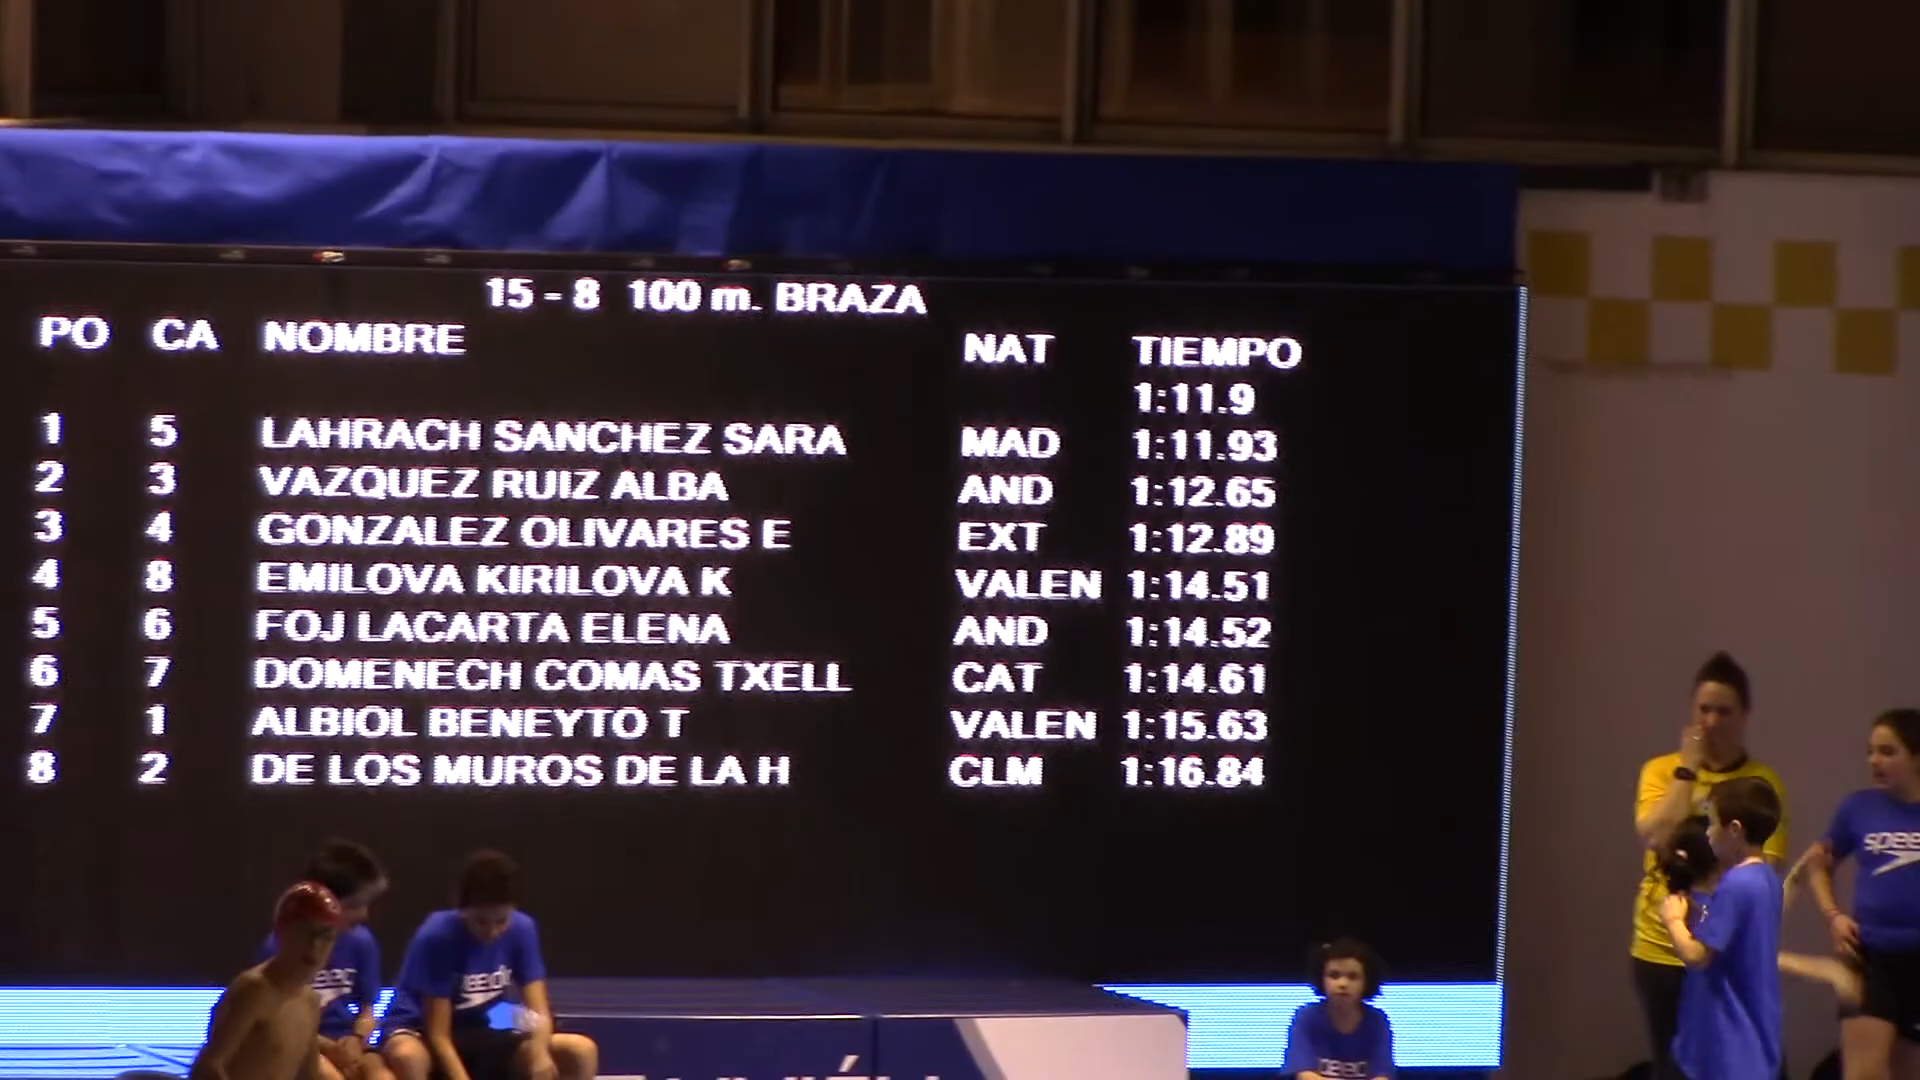 15 - 8 100 m. BRAZA
PO CA NOMBRE NAT TIEMPO
1:11.9
1 5 LAHRACH SANCHEZ SARA MAD 1:11.93
2 3 VAZQUEZ RUIZ ALBA AND 1:12.65
3 4 GONZALEZ OLIVARES E EXT 1:12.89
4 8 EMILOVA KIRILOVA K VALEN 1:14.51
5 6 FOJ LACARTA ELENA AND 1:14.52
6 7 DOMENECH COMAS TXELL CAT 1:14.61
7 1 ALBIOL BENEYTO T VALEN 1:15.63
8 2 DE LOS MUROS DE LA H CLM 1:16.84